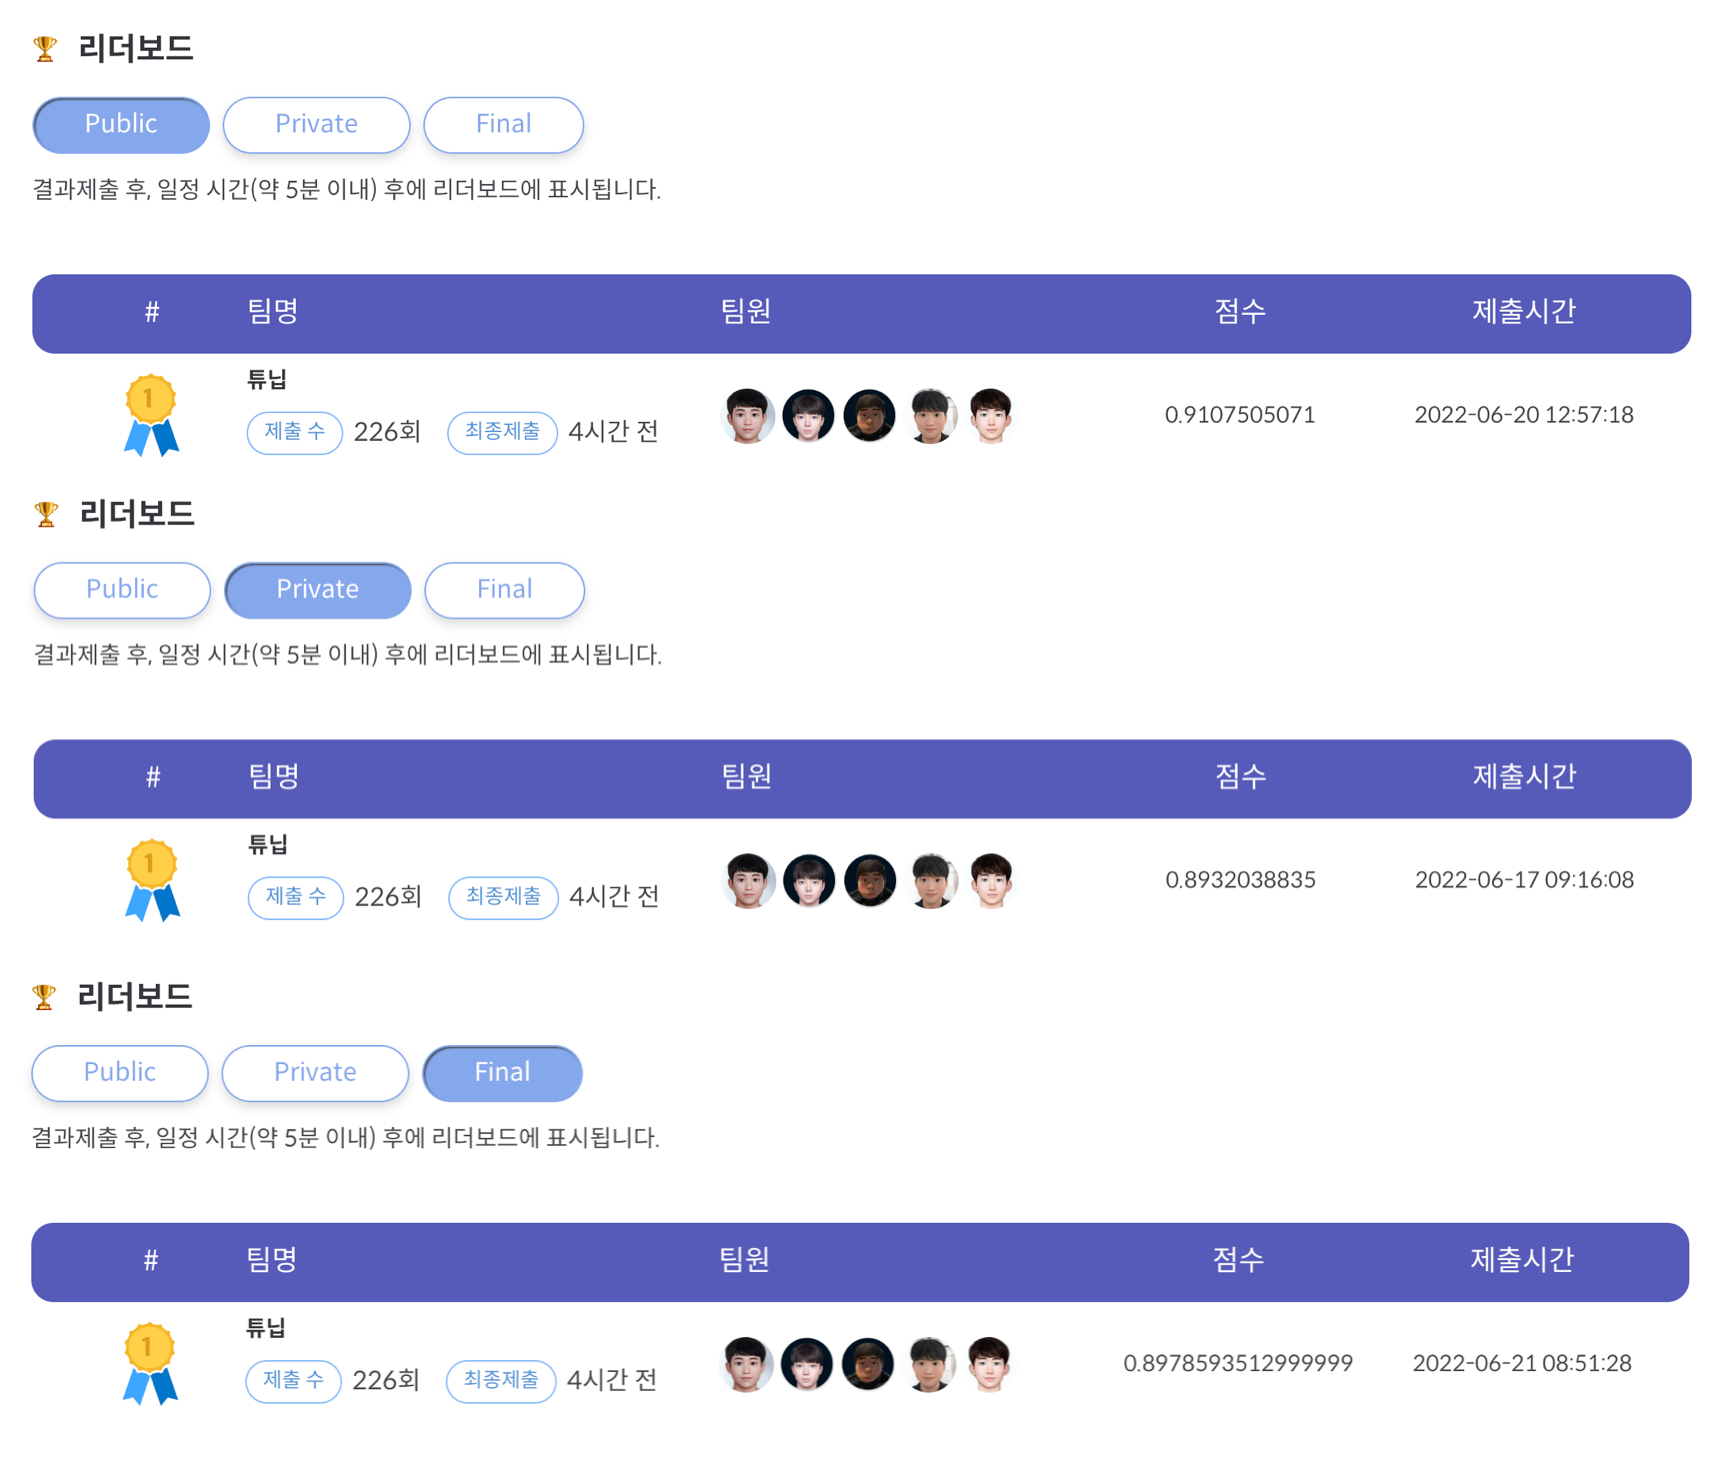 리더보드
Public Private Final
결과제출 후, 일정 시간(약 5분 이내) 후에 리더보드에 표시됩니다.
# 팀명 팀원 점수 제출시간
1 튜닙 0.9107505071 2022-06-20 12:57:18
제출 수 226회 최종제출 4시간 전
리더보드
Public Private Final
결과제출 후, 일정 시간(약 5분 이내) 후에 리더보드에 표시됩니다.
# 팀명 팀원 점수 제출시간
1 튜닙 0.8932038835 2022-06-17 09:16:08
제출 수 226회 최종제출 4시간 전
리더보드
Public Private Final
결과제출 후, 일정 시간(약 5분 이내) 후에 리더보드에 표시됩니다.
# 팀명 팀원 점수 제출시간
1 튜닙 0.8978593512999999 2022-06-21 08:51:28
제출 수 226회 최종제출 4시간 전